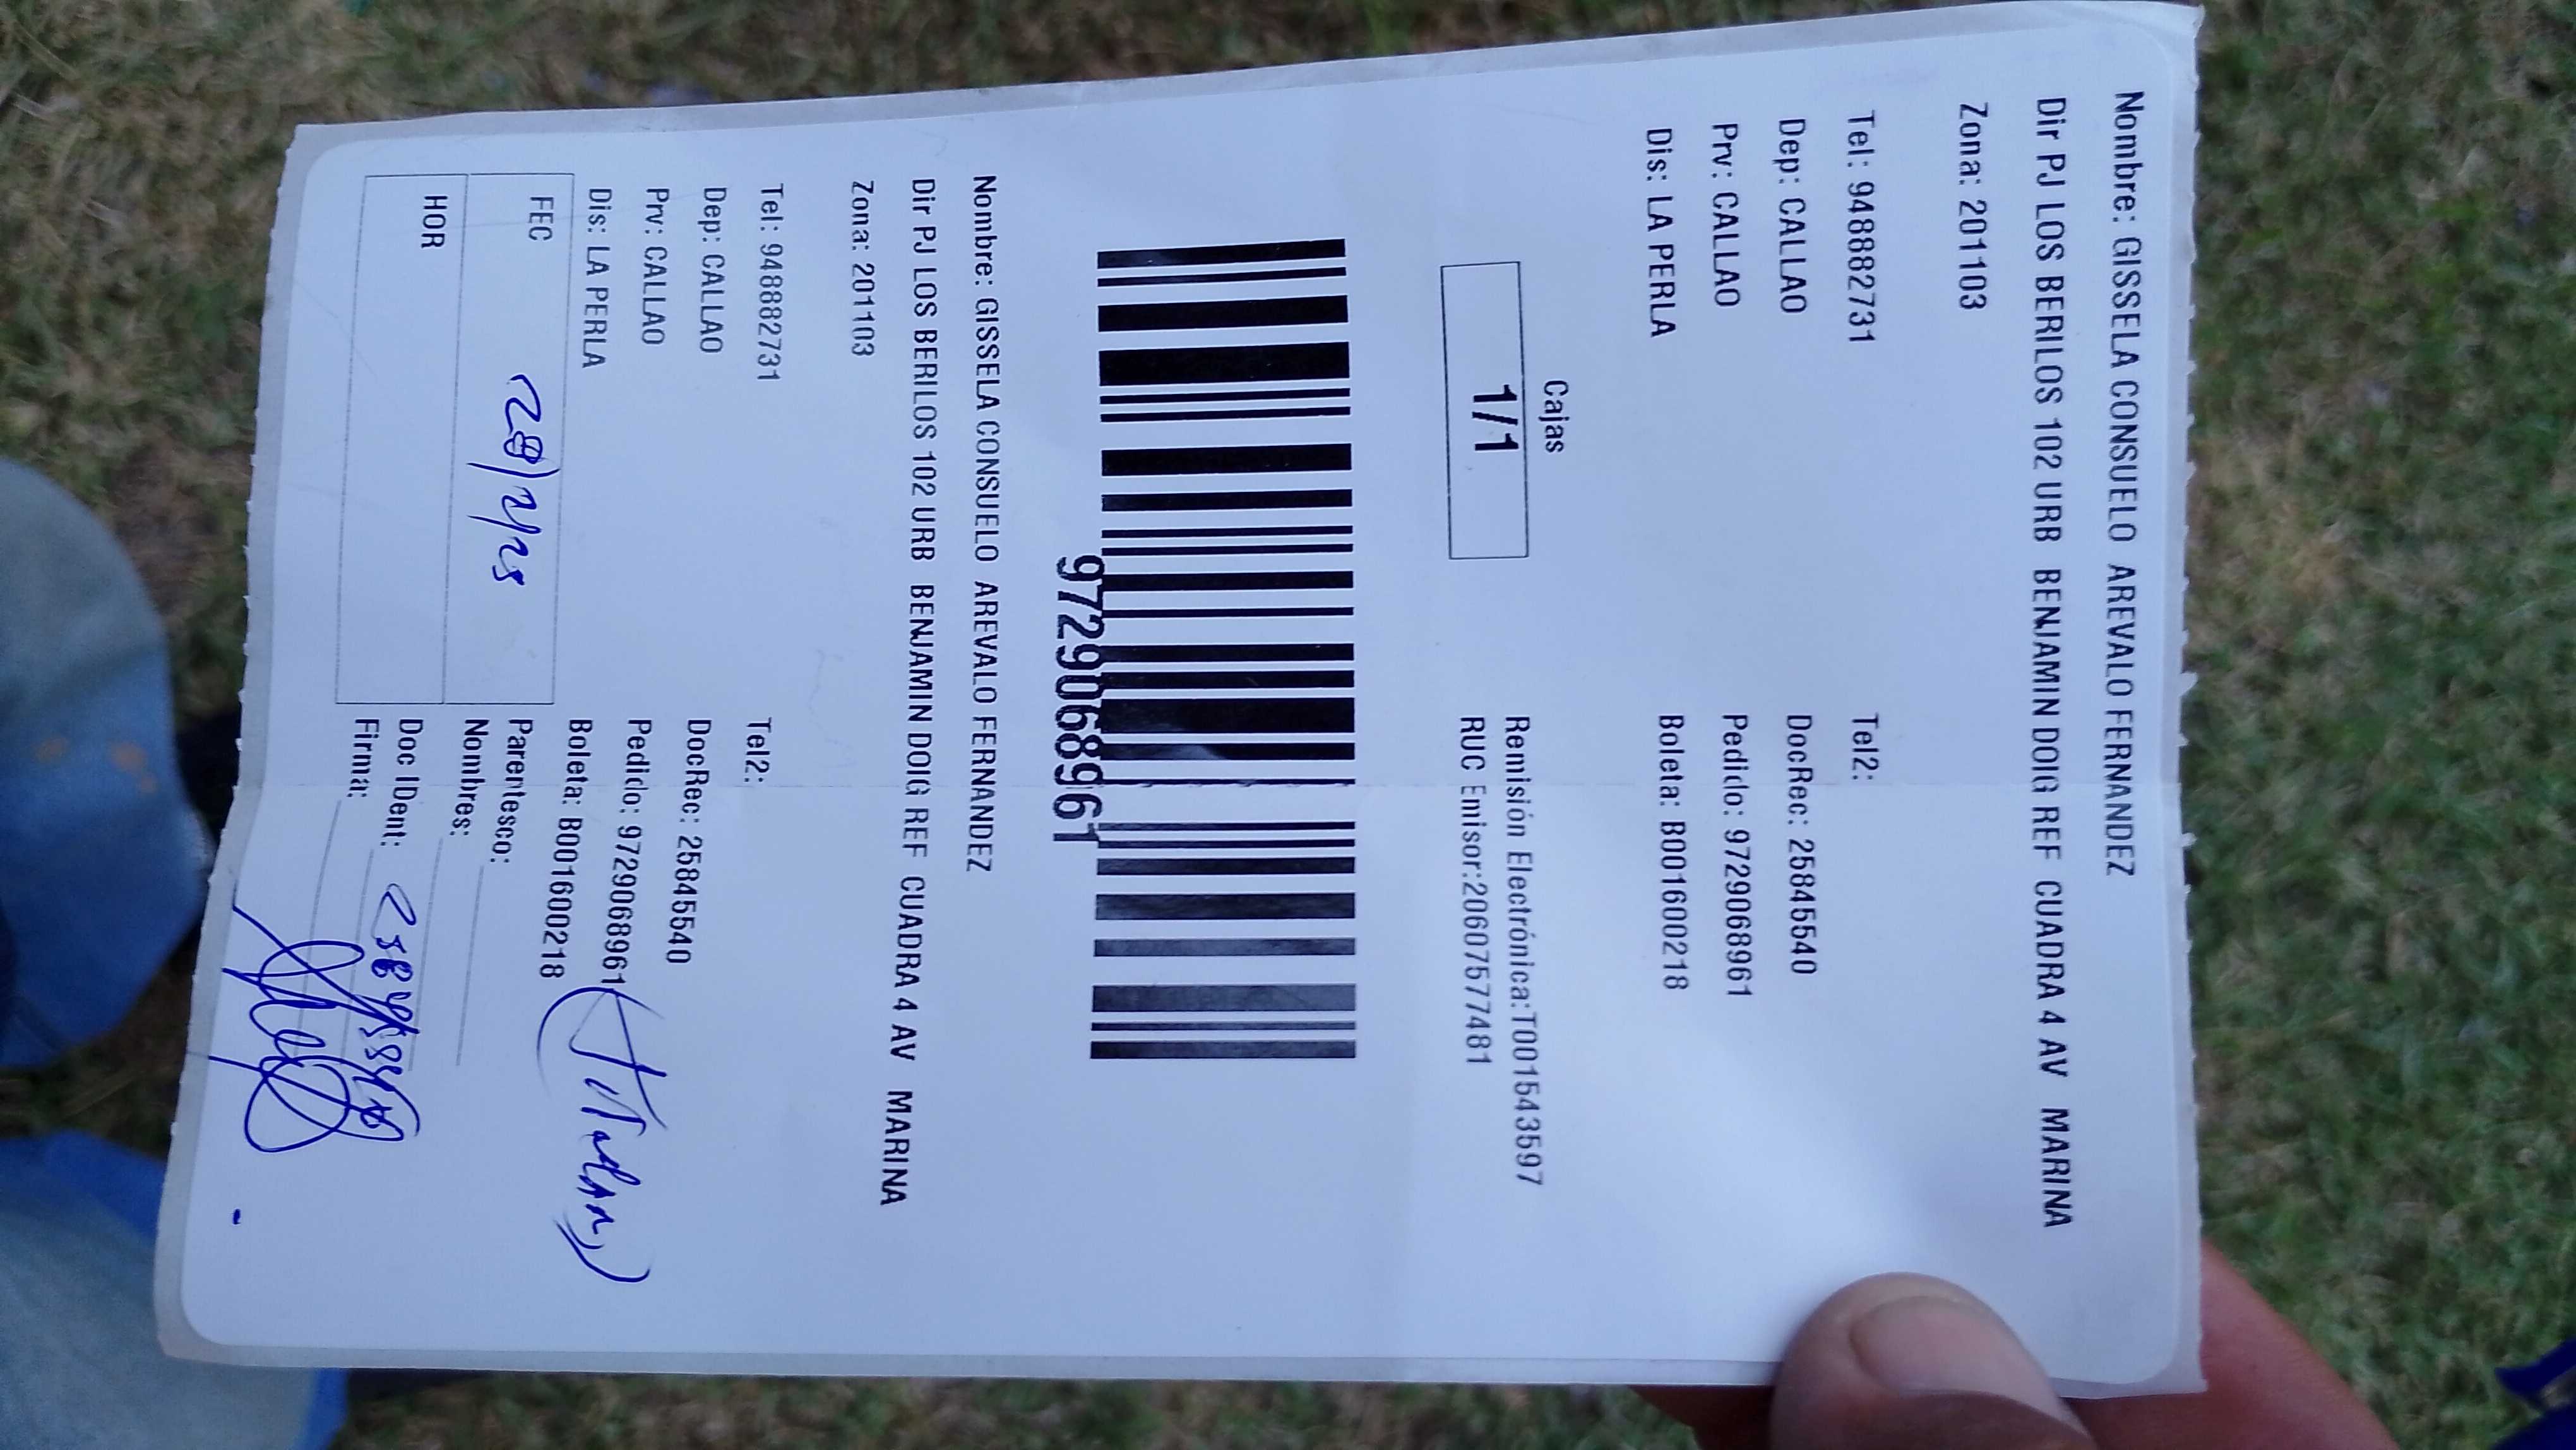 Nombre: GISSELA CONSUELO AREVALO FERNANDEZ
Dir PJ LOS BERILOS 102 URB BENJAMIN DOIG REF CUADRA 4 AV MARINA
Zona: 201103
Tel: 948882731 Tel2:
Dep: CALLAO DocRec: 25845540
Prv: CALLAO Pedido: 9729068961
Dis: LA PERLA Boleta: B001600218
Cajas
1/1
Remisión Electrónica:T001543597
RUC Emisor:20607577481
9729068961
Nombre: GISSELA CONSUELO AREVALO FERNANDEZ
Dir PJ LOS BERILOS 102 URB BENJAMIN DOIG REF CUADRA 4 AV MARINA
Zona: 201103
Tel: 948882731 Tel2:
Dep: CALLAO DocRec: 25845540
Prv: CALLAO Pedido: 9729068961
Dis: LA PERLA Boleta: B001600218
FEC
Parentesco:
Nombres:
HOR
Doc IDent:
Firma: